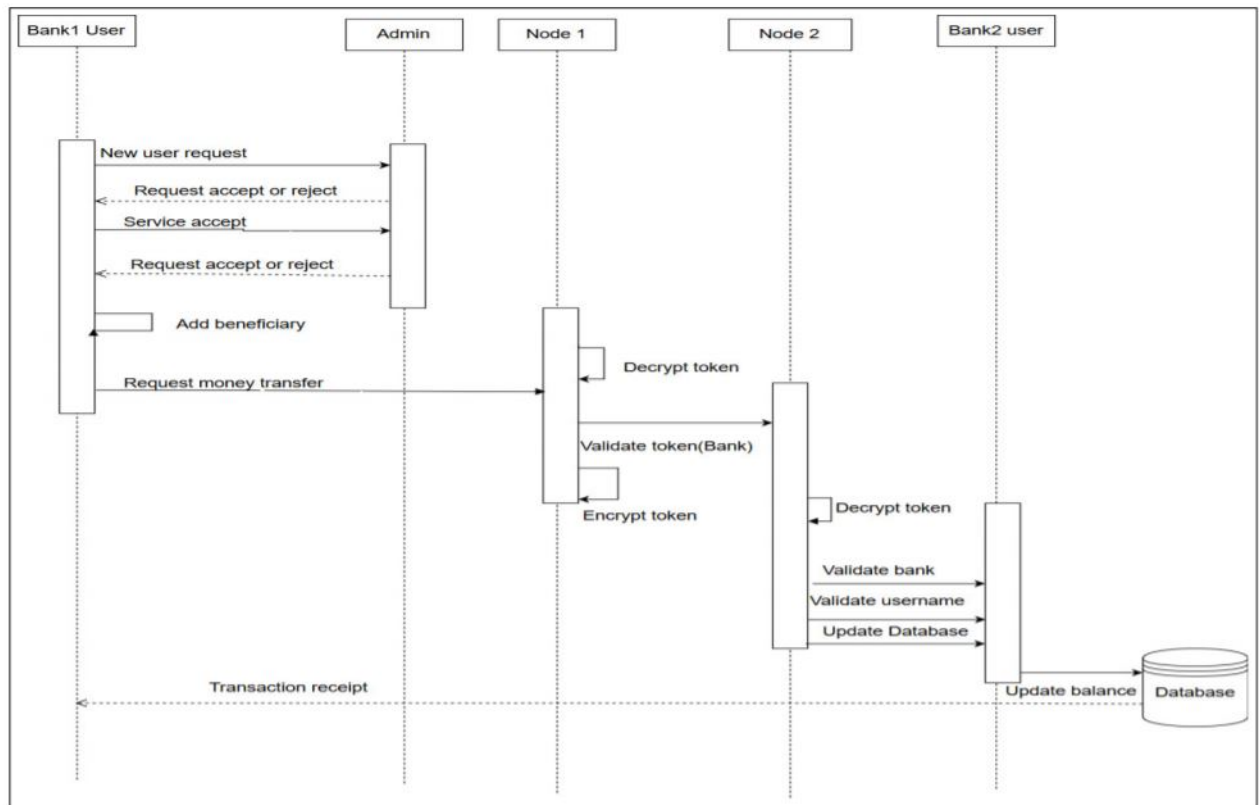 Bank1 User
Admin
Node 1
Node 2
Bank2 user
New user request
Request accept or reject
Service accept
Request accept or reject
Add beneficiary
Decrypt token
Request money transfer
Validate token(Bank)
Encrypt token
Decrypt token
Validate bank
Validate username
Update Database
Transaction receipt
Update balance
Database